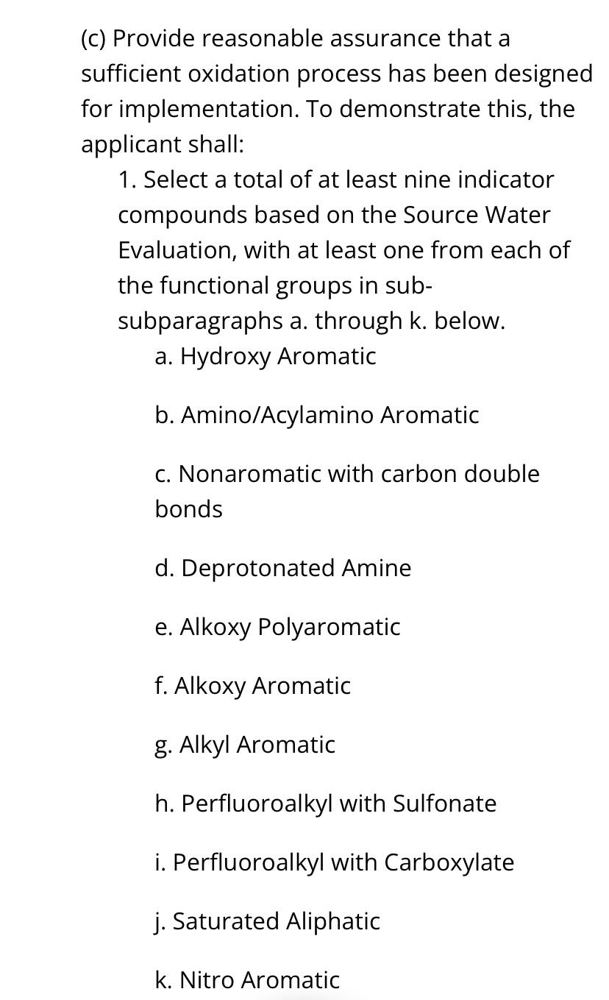 (c) Provide reasonable assurance that a
sufficient oxidation process has been designed
for implementation. To demonstrate this, the
applicant shall:
1. Select a total of at least nine indicator
compounds based on the Source Water
Evaluation, with at least one from each of
the functional groups in sub-
subparagraphs a. through k. below.
a. Hydroxy Aromatic
b. Amino/Acylamino Aromatic
c. Nonaromatic with carbon double
bonds
d. Deprotonated Amine
e. Alkoxy Polyaromatic
f. Alkoxy Aromatic
g. Alkyl Aromatic
h. Perfluoroalkyl with Sulfonate
i. Perfluoroalkyl with Carboxylate
j. Saturated Aliphatic
k. Nitro Aromatic